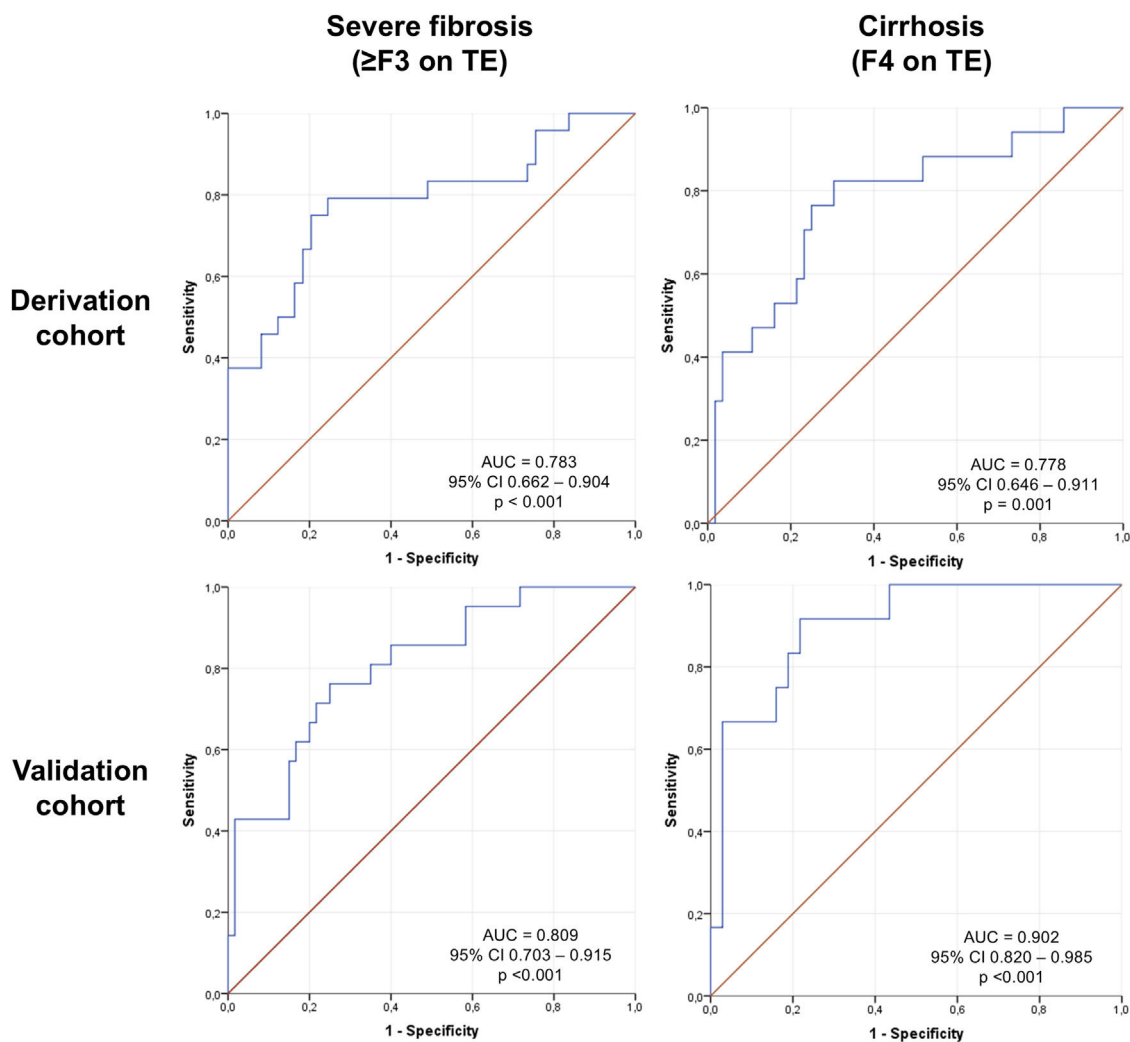 Severe fibrosis
(≥F3 on TE)
Cirrhosis
(F4 on TE)
Derivation
cohort
1,0
0,8
0,6
0,4
0,2
0,0
Sensitivity
AUC = 0.783
95% CI 0.662 – 0.904
p < 0.001
0,0 0,2 0,4 0,6 0,8 1,0
1 - Specificity
1,0
0,8
0,6
0,4
0,2
0,0
Sensitivity
AUC = 0.778
95% CI 0.646 – 0.911
p = 0.001
0,0 0,2 0,4 0,6 0,8 1,0
1 - Specificity
Validation
cohort
1,0
0,8
0,6
0,4
0,2
0,0
Sensitivity
AUC = 0.809
95% CI 0.703 – 0.915
p <0.001
0,0 0,2 0,4 0,6 0,8 1,0
1 - Specificity
1,0
0,8
0,6
0,4
0,2
0,0
Sensitivity
AUC = 0.902
95% CI 0.820 – 0.985
p <0.001
0,0 0,2 0,4 0,6 0,8 1,0
1 - Specificity